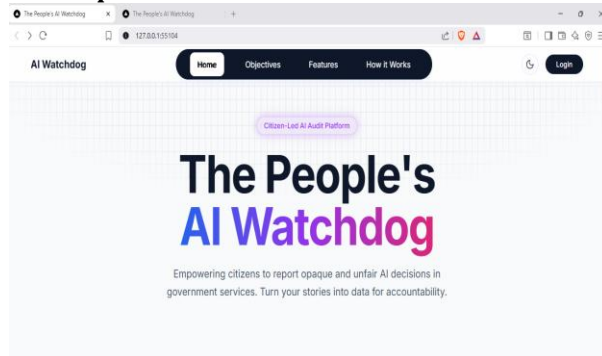 The People's AI Watchdog
The People's AI Watchdog
127.0.0.1:55104
AI Watchdog
Home
Objectives
Features
How it Works
Login
Citizen-Led AI Audit Platform
The People's
AI Watchdog
Empowering citizens to report opaque and unfair AI decisions in
government services. Turn your stories into data for accountability.